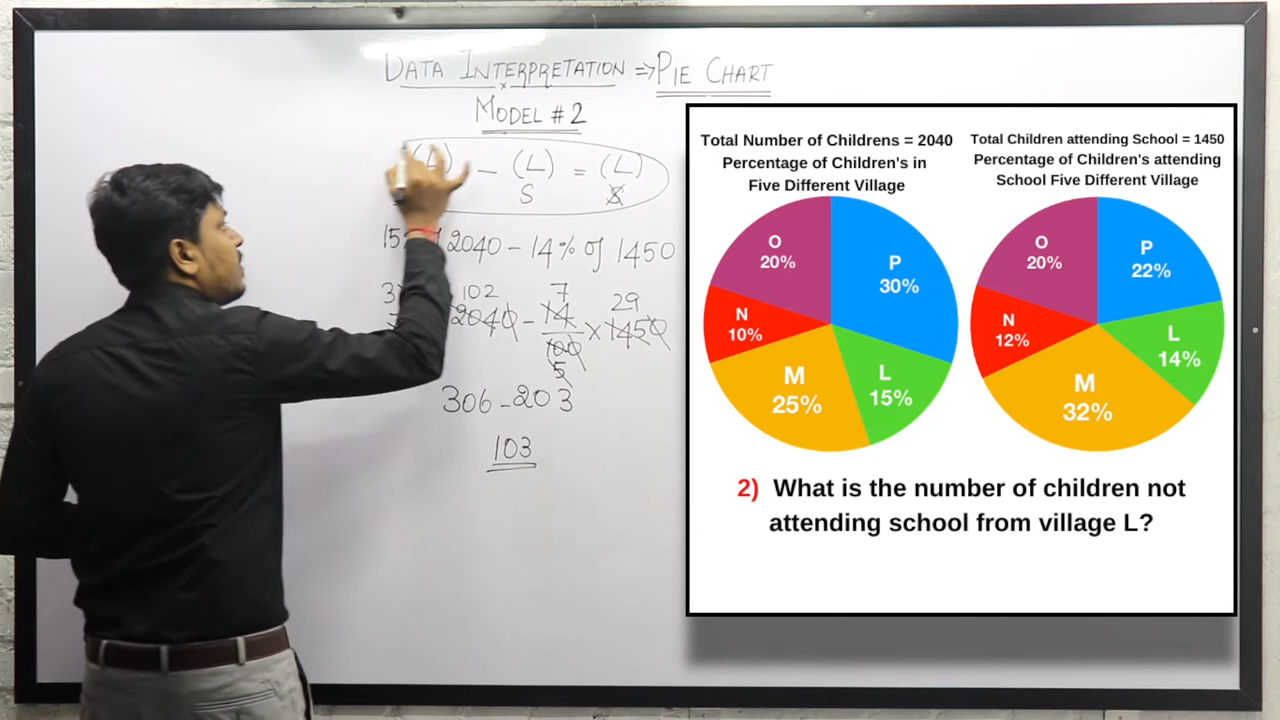 DATA INTERPRETATION ⇒ PIE CHART
MODEL # 2
(L) - (L) = (L)
S S
2040 - 14% of 1450
102 7 29
2040 - 14/100 × 1450
5
306 - 203
103
Total Number of Childrens = 2040
Percentage of Children's in
Five Different Village
O
20%
P
30%
N
10%
L
15%
M
25%
Total Children attending School = 1450
Percentage of Children's attending
School Five Different Village
O
20%
P
22%
N
12%
L
14%
M
32%
2) What is the number of children not
attending school from village L?